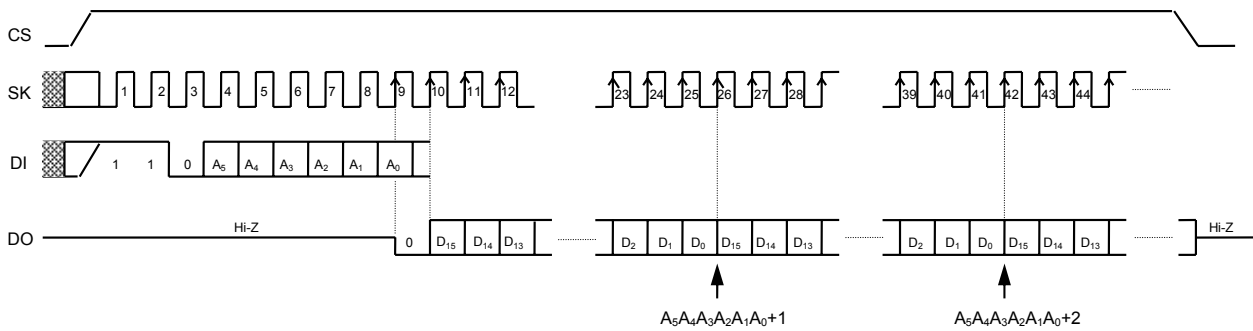 CS
SK 1 2 3 4 5 6 7 8 9 10 11 12 23 24 25 26 27 28 39 40 41 42 43 44
DI 1 1 0 A5 A4 A3 A2 A1 A0
DO Hi-Z 0 D15 D14 D13 D2 D1 D0 D15 D14 D13 D2 D1 D0 D15 D14 D13 Hi-Z
A5A4A3A2A1A0+1 A5A4A3A2A1A0+2